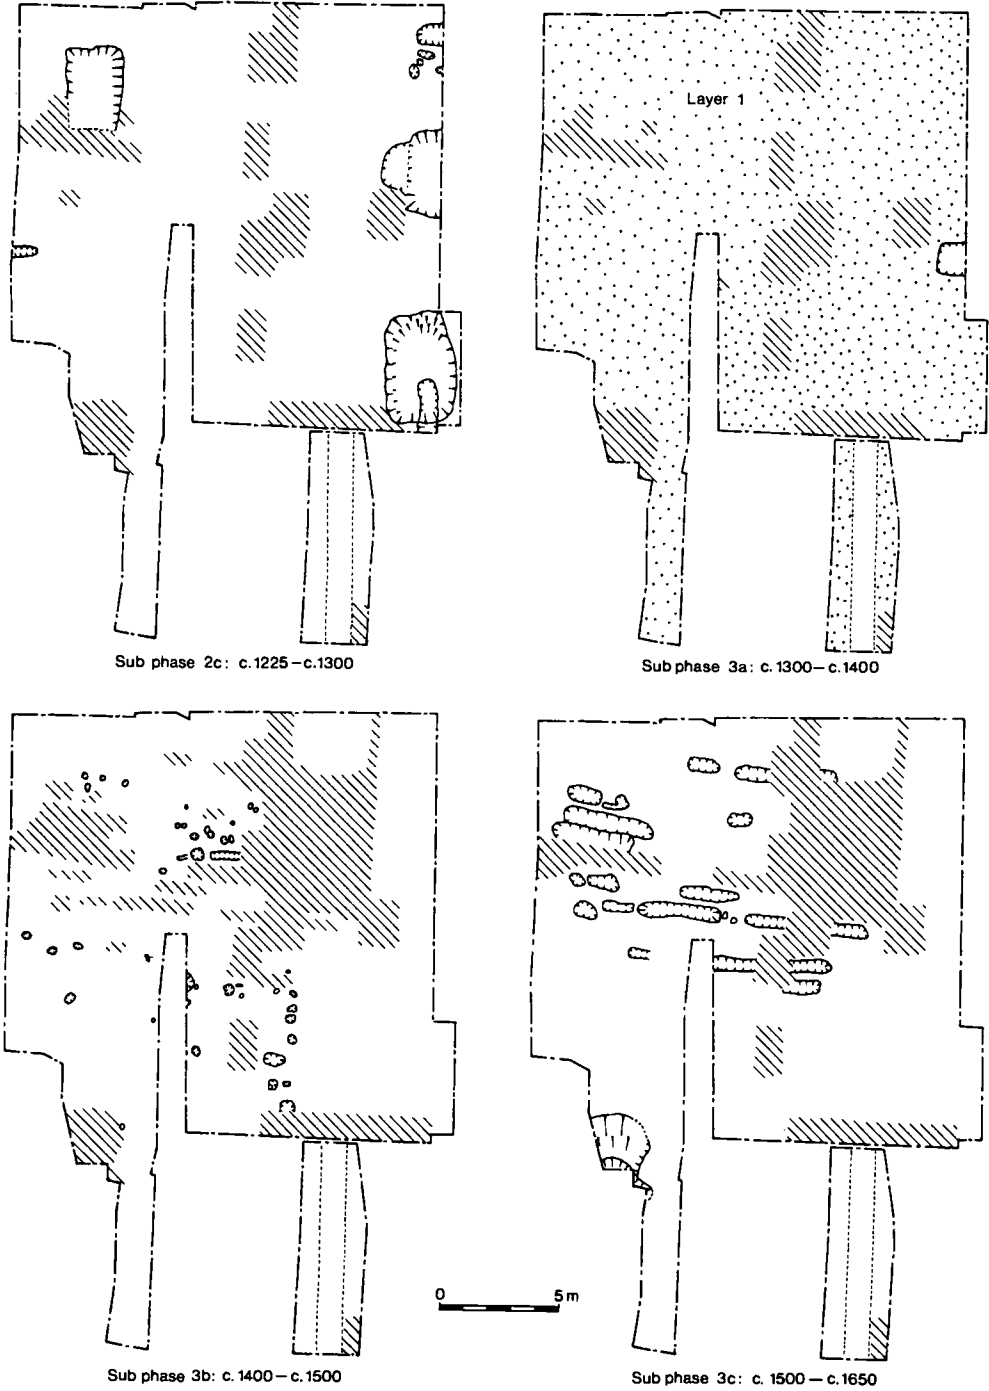 Layer 1
Sub phase 2c: c.1225–c.1300
Sub phase 3a: c.1300–c.1400
0 5m
Sub phase 3b: c.1400–c.1500
Sub phase 3c: c.1500–c.1650